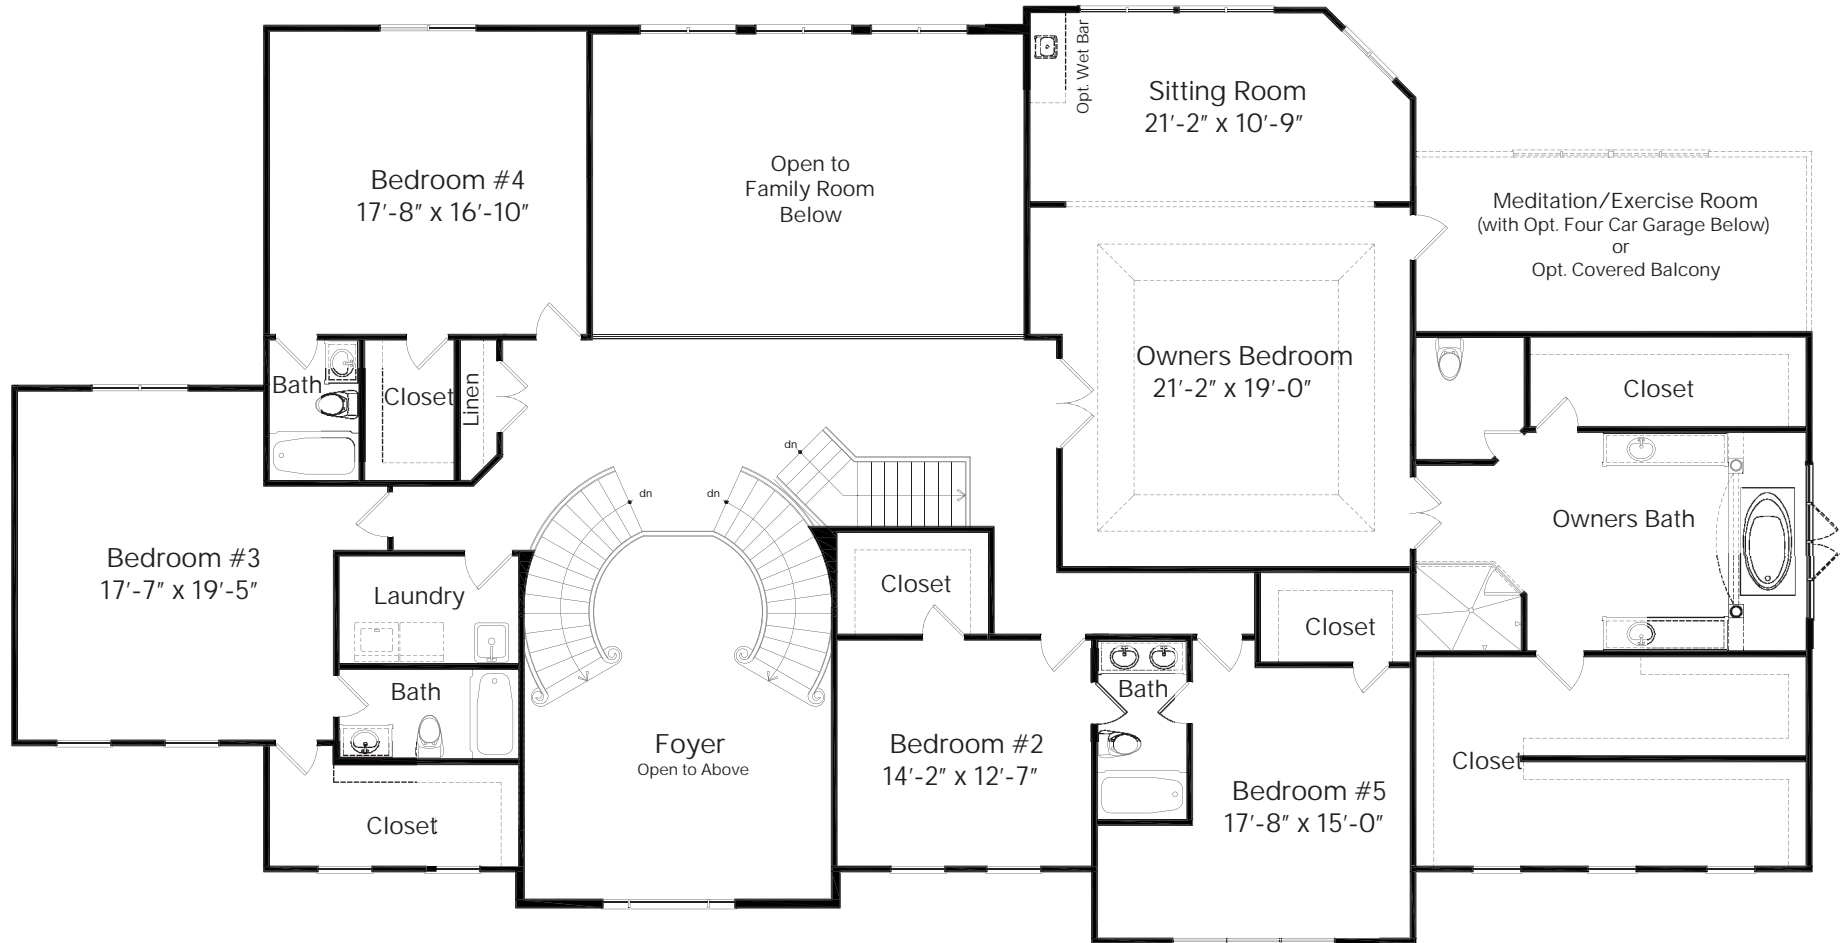 Opt. Wet Bar
Sitting Room
21'-2" x 10'-9"
Bedroom #4
17'-8" x 16'-10"
Open to
Family Room
Below
Meditation/Exercise Room
(with Opt. Four Car Garage Below)
or
Opt. Covered Balcony
Owners Bedroom
21'-2" x 19'-0"
Bath
Closet
Linen
Closet
dn
dn
dn
Owners Bath
Bedroom #3
17'-7" x 19'-5"
Laundry
Closet
Closet
Bath
Bath
Foyer
Open to Above
Bedroom #2
14'-2" x 12'-7"
Closet
Bedroom #5
17'-8" x 15'-0"
Closet